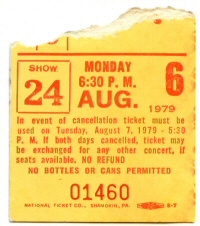 SHOW
24
MONDAY
6:30 P. M.
AUG. 6
1979
In event of cancellation ticket must
be used on Tuesday, August 7, 1979 - 5:30
P. M. If both days cancelled, ticket may
be exchanged for any other concert, if
seats available. NO REFUND
NO BOTTLES OR CANS PERMITTED
01460
NATIONAL TICKET CO., SHAMOKIN, PA.
S-7